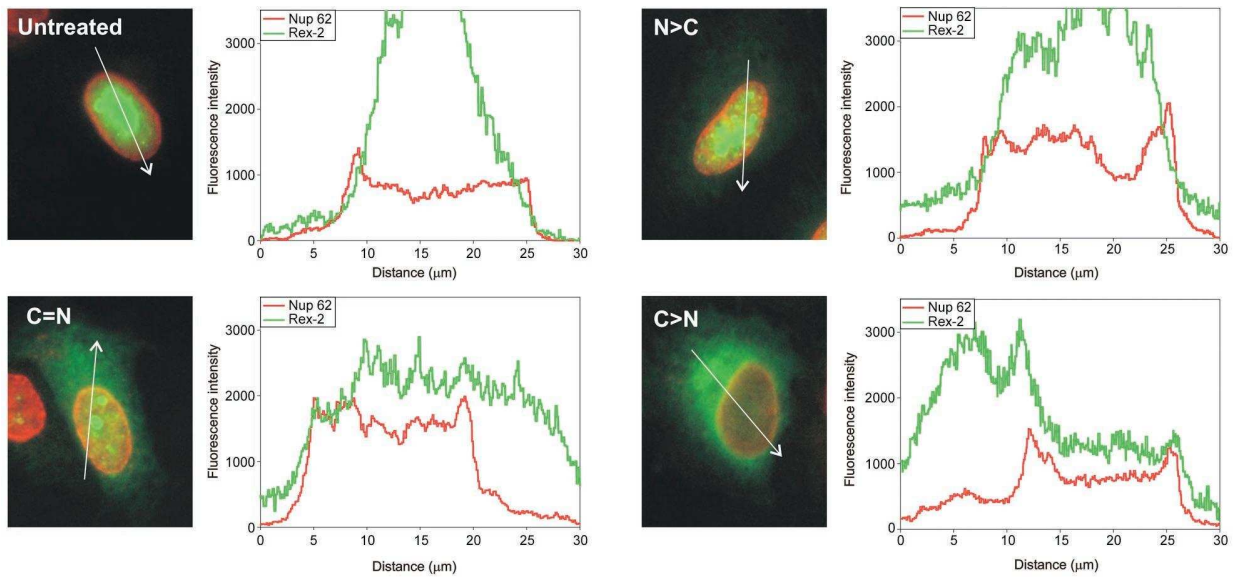 Untreated
Nup 62
Rex-2
Fluorescence intensity
3000
2000
1000
0
0 5 10 15 20 25 30
Distance (μm)
N>C
Nup 62
Rex-2
Fluorescence intensity
3000
2000
1000
0
0 5 10 15 20 25 30
Distance (μm)
C=N
Nup 62
Rex-2
Fluorescence intensity
3000
2000
1000
0
0 5 10 15 20 25 30
Distance (μm)
C>N
Nup 62
Rex-2
Fluorescence intensity
3000
2000
1000
0
0 5 10 15 20 25 30
Distance (μm)